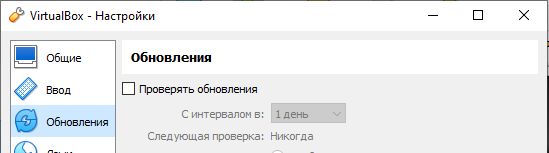 VirtualBox - Настройки
Общие
Ввод
Обновления
Обновления
Проверять обновления
С интервалом в: 1 день
Следующая проверка: Никогда